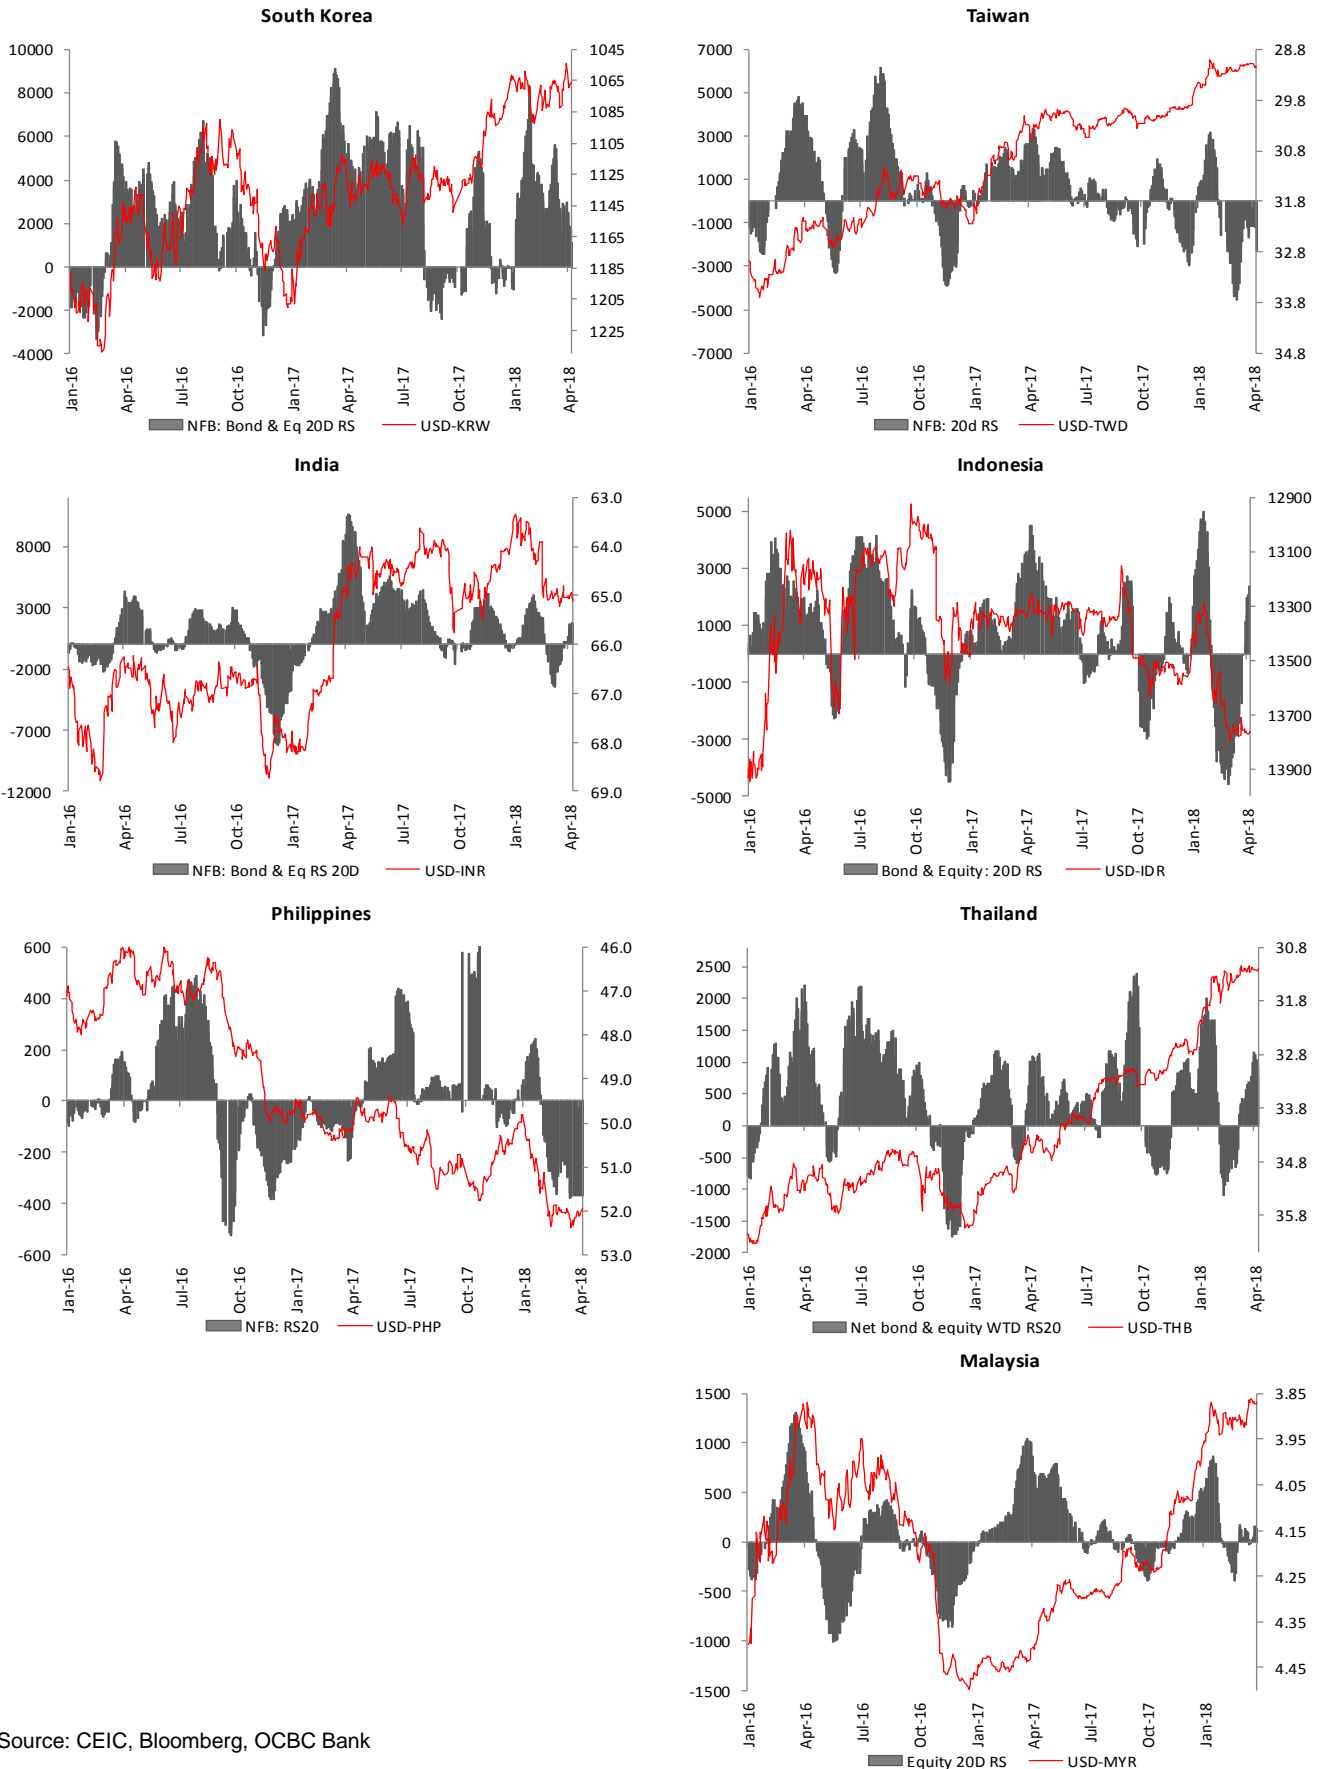 South Korea
10000
8000
6000
4000
2000
0
-2000
-4000
1045
1065
1085
1105
1125
1145
1165
1185
1205
1225
Jan-16
Apr-16
Jul-16
Oct-16
Jan-17
Apr-17
Jul-17
Oct-17
Jan-18
Apr-18
NFB: Bond & Eq 20D RS
USD-KRW
Taiwan
7000
5000
3000
1000
-1000
-3000
-5000
-7000
28.8
29.8
30.8
31.8
32.8
33.8
34.8
Jan-16
Apr-16
Jul-16
Oct-16
Jan-17
Apr-17
Jul-17
Oct-17
Jan-18
Apr-18
NFB: 20d RS
USD-TWD
India
8000
3000
-2000
-7000
-12000
63.0
64.0
65.0
66.0
67.0
68.0
69.0
Jan-16
Apr-16
Jul-16
Oct-16
Jan-17
Apr-17
Jul-17
Oct-17
Jan-18
Apr-18
NFB: Bond & Eq RS 20D
USD-INR
Indonesia
5000
3000
1000
-1000
-3000
-5000
12900
13100
13300
13500
13700
13900
Jan-16
Apr-16
Jul-16
Oct-16
Jan-17
Apr-17
Jul-17
Oct-17
Jan-18
Apr-18
Bond & Equity: 20D RS
USD-IDR
Philippines
600
400
200
0
-200
-400
-600
46.0
47.0
48.0
49.0
50.0
51.0
52.0
53.0
Jan-16
Apr-16
Jul-16
Oct-16
Jan-17
Apr-17
Jul-17
Oct-17
Jan-18
Apr-18
NFB: RS20
USD-PHP
Thailand
2500
2000
1500
1000
500
0
-500
-1000
-1500
-2000
30.8
31.8
32.8
33.8
34.8
35.8
Jan-16
Apr-16
Jul-16
Oct-16
Jan-17
Apr-17
Jul-17
Oct-17
Jan-18
Apr-18
Net bond & equity WTD RS20
USD-THB
Malaysia
1500
1000
500
0
-500
-1000
-1500
3.85
3.95
4.05
4.15
4.25
4.35
4.45
Jan-16
Apr-16
Jul-16
Oct-16
Jan-17
Apr-17
Jul-17
Oct-17
Jan-18
Equity 20D RS
USD-MYR
Source: CEIC, Bloomberg, OCBC Bank